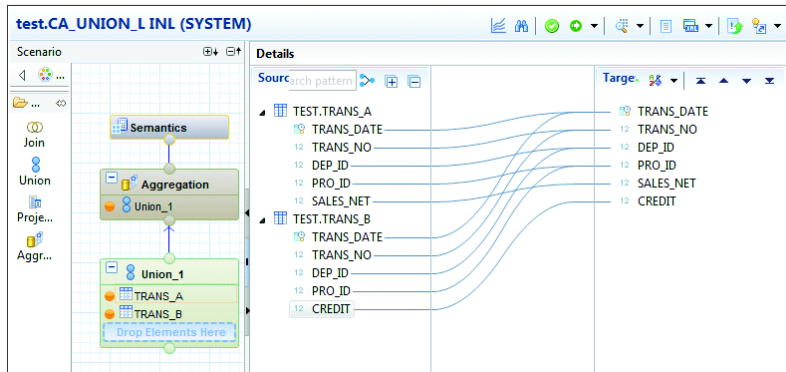 test.CA_UNION_L INL (SYSTEM)
Scenario
Details
...
Sourc
arch pattern
Targe
...
Join
Union
Proje...
Aggr...
Semantics
Aggregation
Union_1
Union_1
TRANS_A
TRANS_B
Drop Elements Here
TEST.TRANS_A
TRANS_DATE
12 TRANS_NO
12 DEP_ID
12 PRO_ID
12 SALES_NET
TEST.TRANS_B
TRANS_DATE
12 TRANS_NO
12 DEP_ID
12 PRO_ID
12 CREDIT
TRANS_DATE
12 TRANS_NO
12 DEP_ID
12 PRO_ID
12 SALES_NET
12 CREDIT